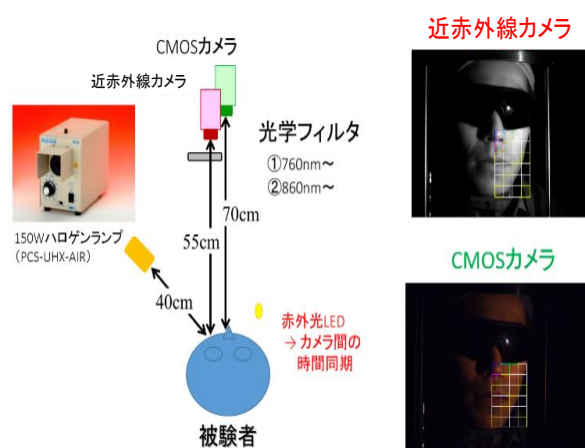 CMOSカメラ
近赤外線カメラ
光学フィルタ
①760nm～
②860nm～
70cm
55cm
40cm
150Wハロゲンランプ
(PCS-UHX-AIR)
赤外光LED
→ カメラ間の
時間同期
被験者
近赤外線カメラ
CMOSカメラ